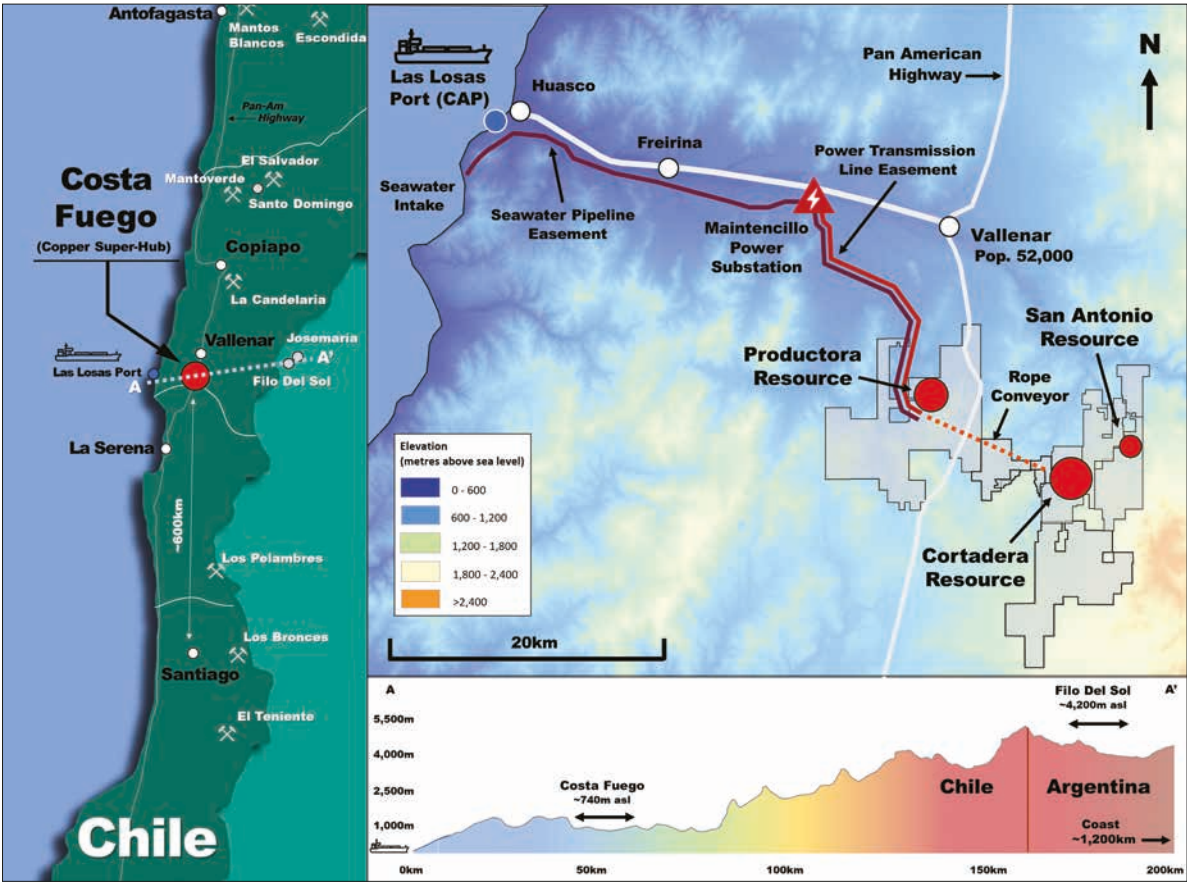 Antofagasta
Mantos
Blancos
Escondida
Pan-Am
Highway
El Salvador
Mantoverde
Santo Domingo
Costa
Fuego
(Copper Super-Hub)
Copiapo
La Candelaria
Vallenar
Josemaria
Las Losas Port
A
A'
Filo Del Sol
La Serena
~600km
Los Pelambres
Los Bronces
Santiago
El Teniente
Chile
Las Losas
Port (CAP)
Huasco
Pan American
Highway
N
Freirina
Power Transmission
Line Easement
Seawater
Intake
Seawater Pipeline
Easement
Maintencillo
Power
Substation
Vallenar
Pop. 52,000
San Antonio
Resource
Productora
Resource
Rope
Conveyor
Elevation
(metres above sea level)
0 - 600
600 - 1,200
1,200 - 1,800
1,800 - 2,400
>2,400
Cortadera
Resource
20km
A
Filo Del Sol
~4,200m asl
A'
5,500m
4,000m
2,500m
1,000m
Costa Fuego
~740m asl
Chile
Argentina
Coast
~1,200km
0km
50km
100km
150km
200km